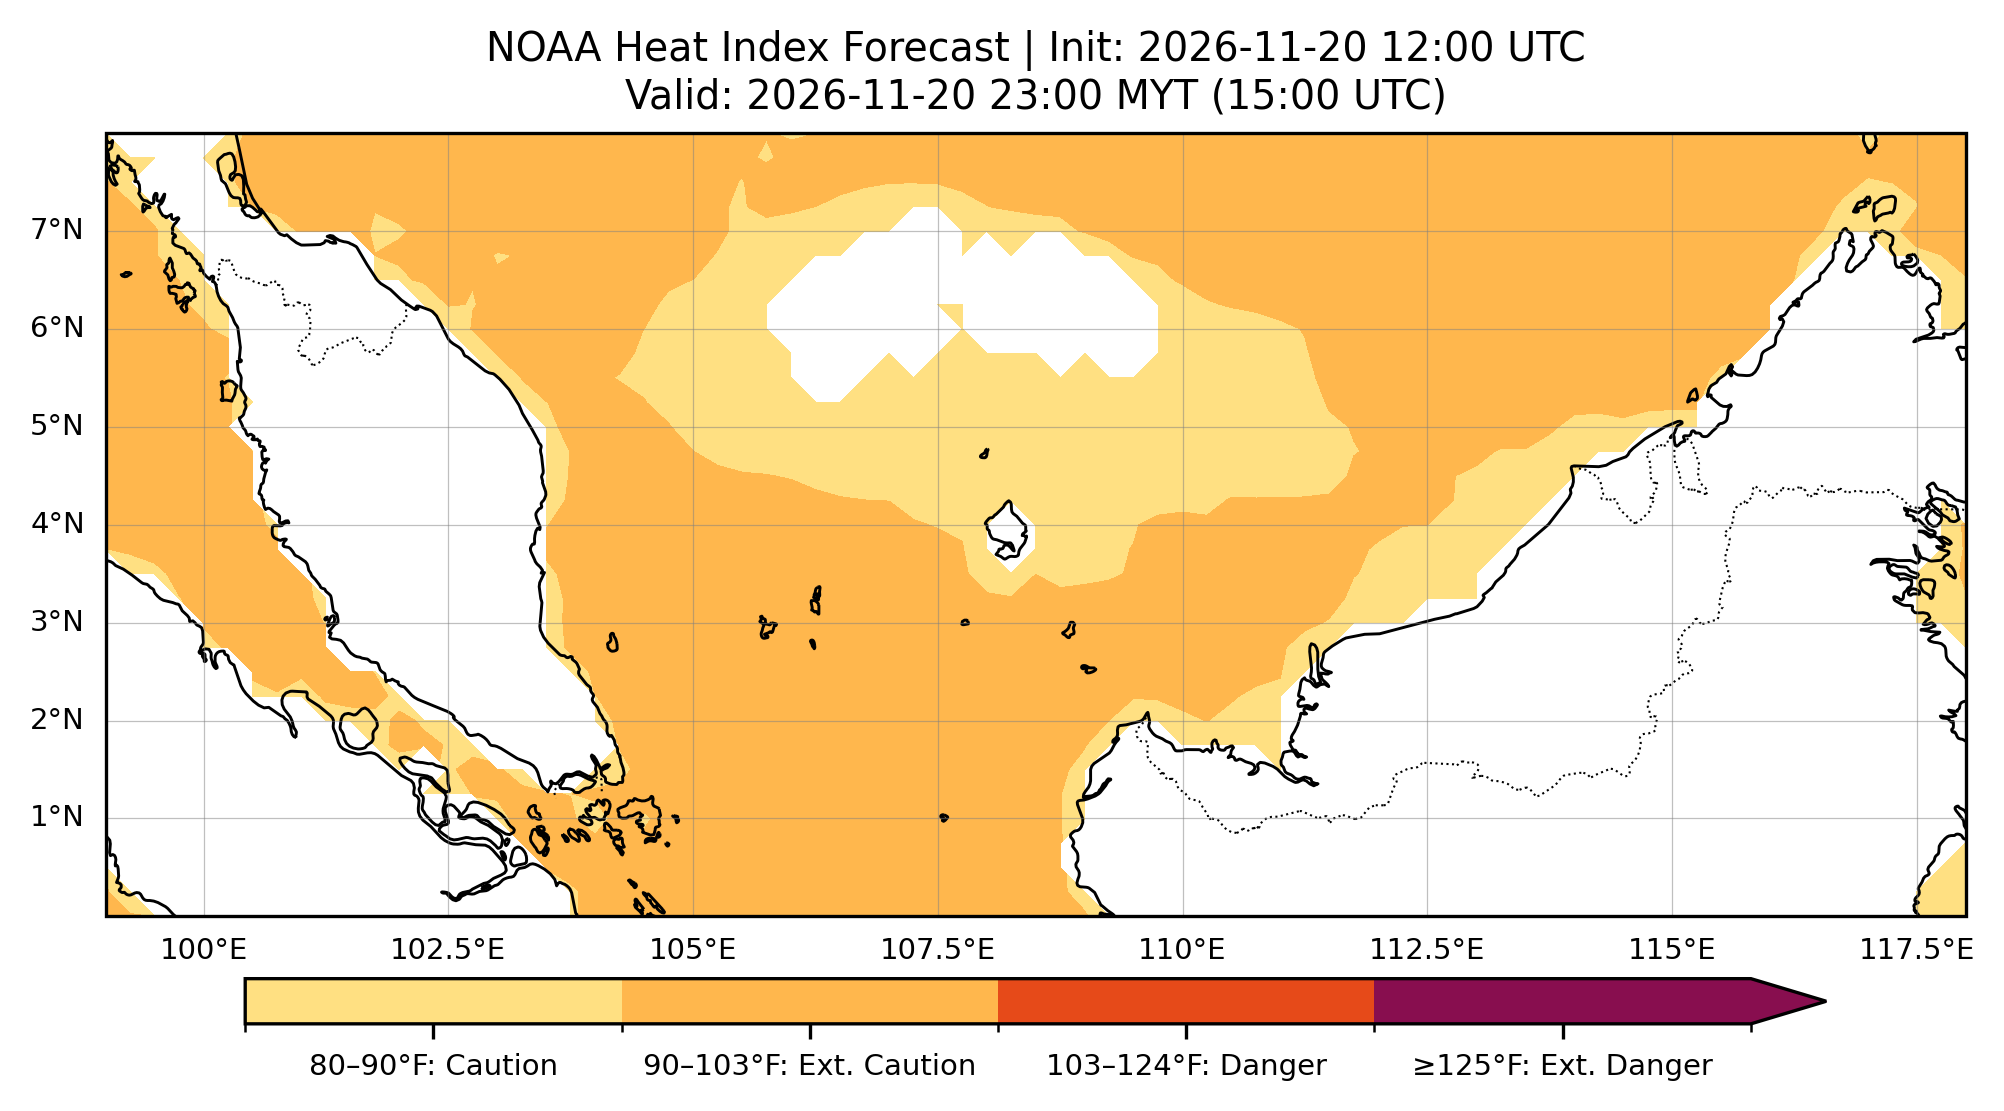 NOAA Heat Index Forecast | Init: 2026-11-20 12:00 UTC
Valid: 2026-11-20 23:00 MYT (15:00 UTC)
7°N
6°N
5°N
4°N
3°N
2°N
1°N
100°E 102.5°E 105°E 107.5°E 110°E 112.5°E 115°E 117.5°E
80–90°F: Caution 90–103°F: Ext. Caution 103–124°F: Danger ≥125°F: Ext. Danger